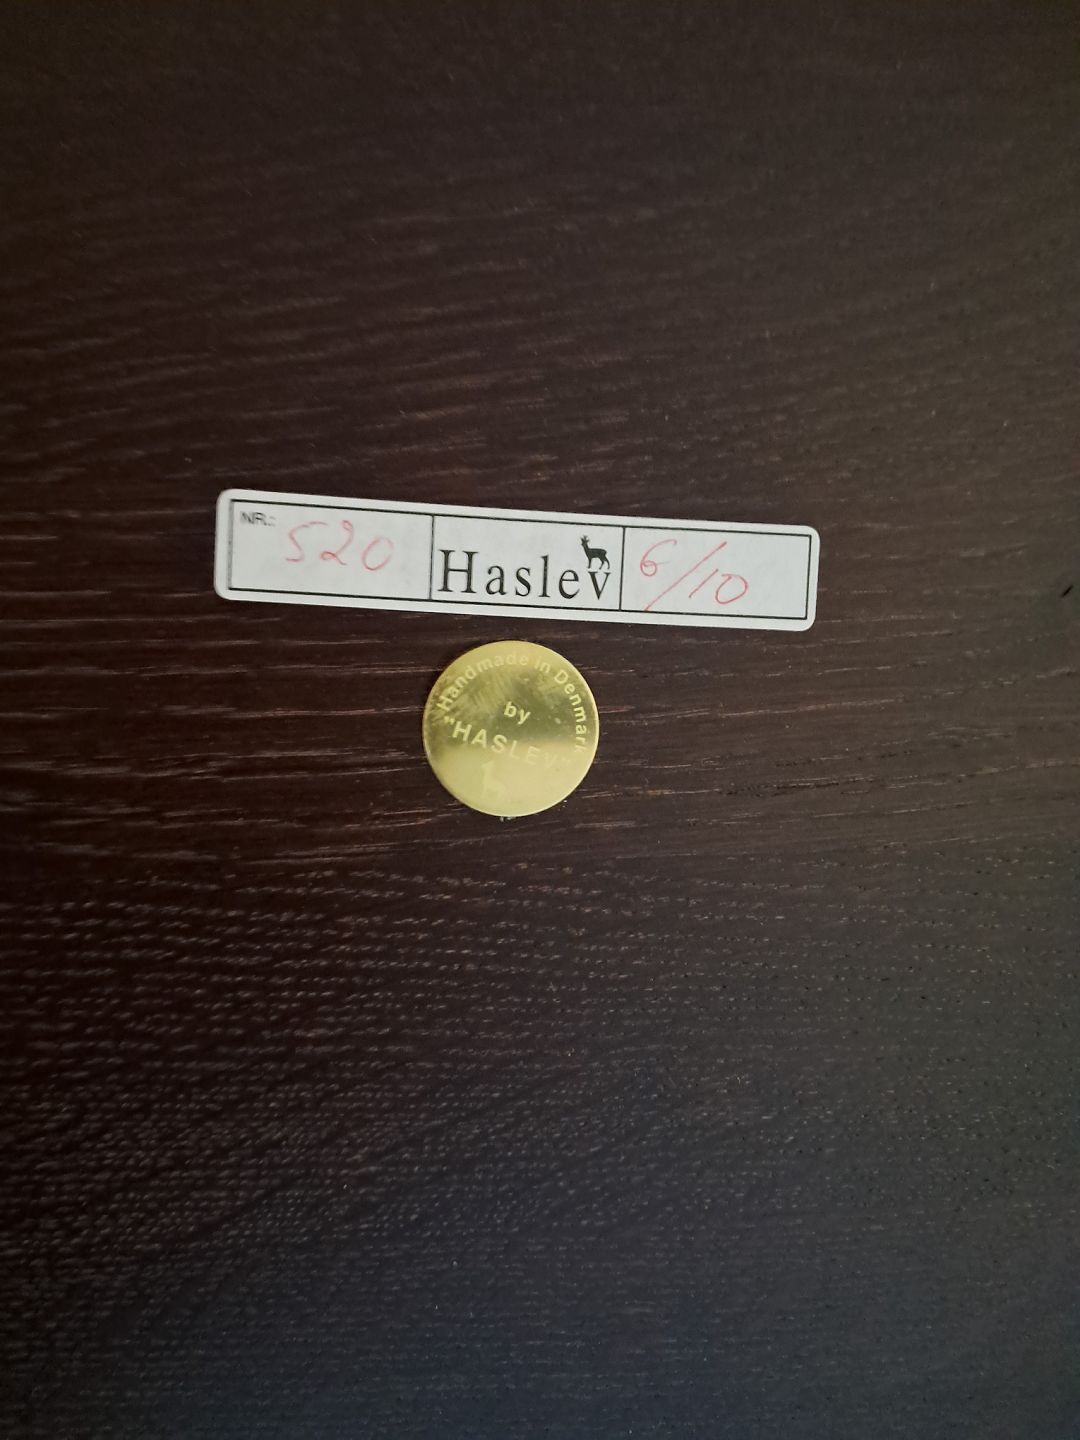 NR.: 520 Haslev 6/10
Handmade in Denmark
by
"HASLEV"